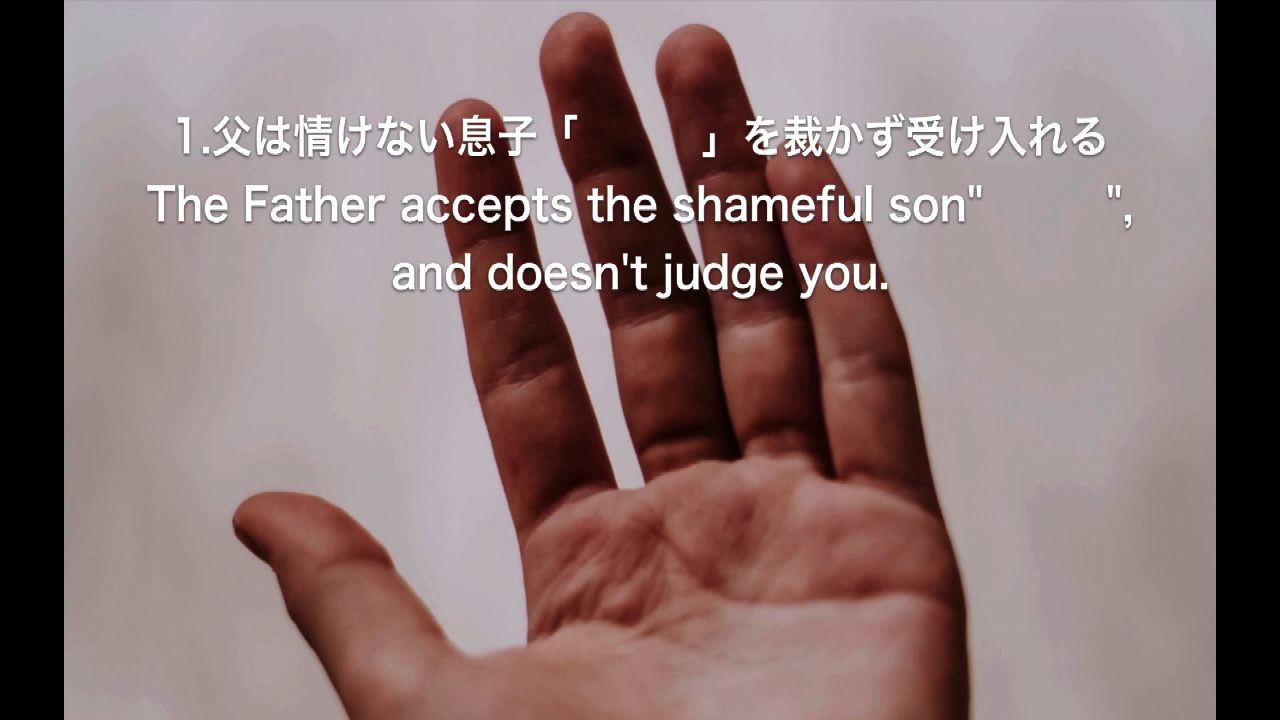 1.父は情けない息子「　　　」を裁かず受け入れる
The Father accepts the shameful son"          ",
and doesn't judge you.